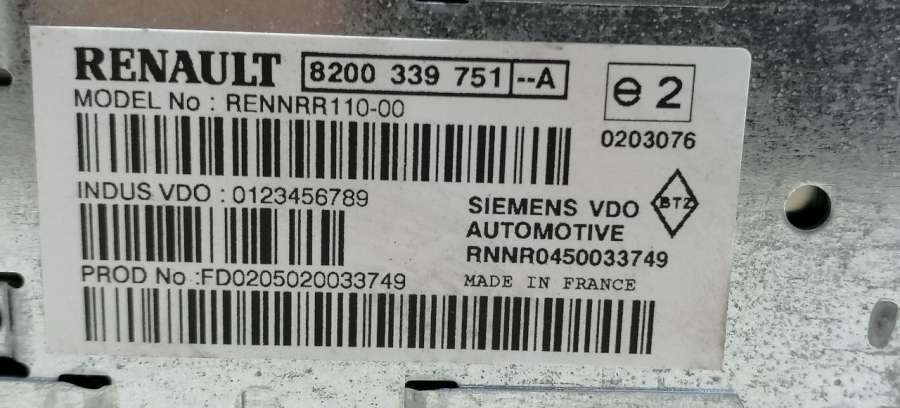 RENAULT 8200 339 751 --A
e 2
MODEL No : RENNRR110-00
0203076
INDUS VDO : 0123456789
SIEMENS VDO BTZ
AUTOMOTIVE
RNNR0450033749
PROD No :FD0205020033749
MADE IN FRANCE